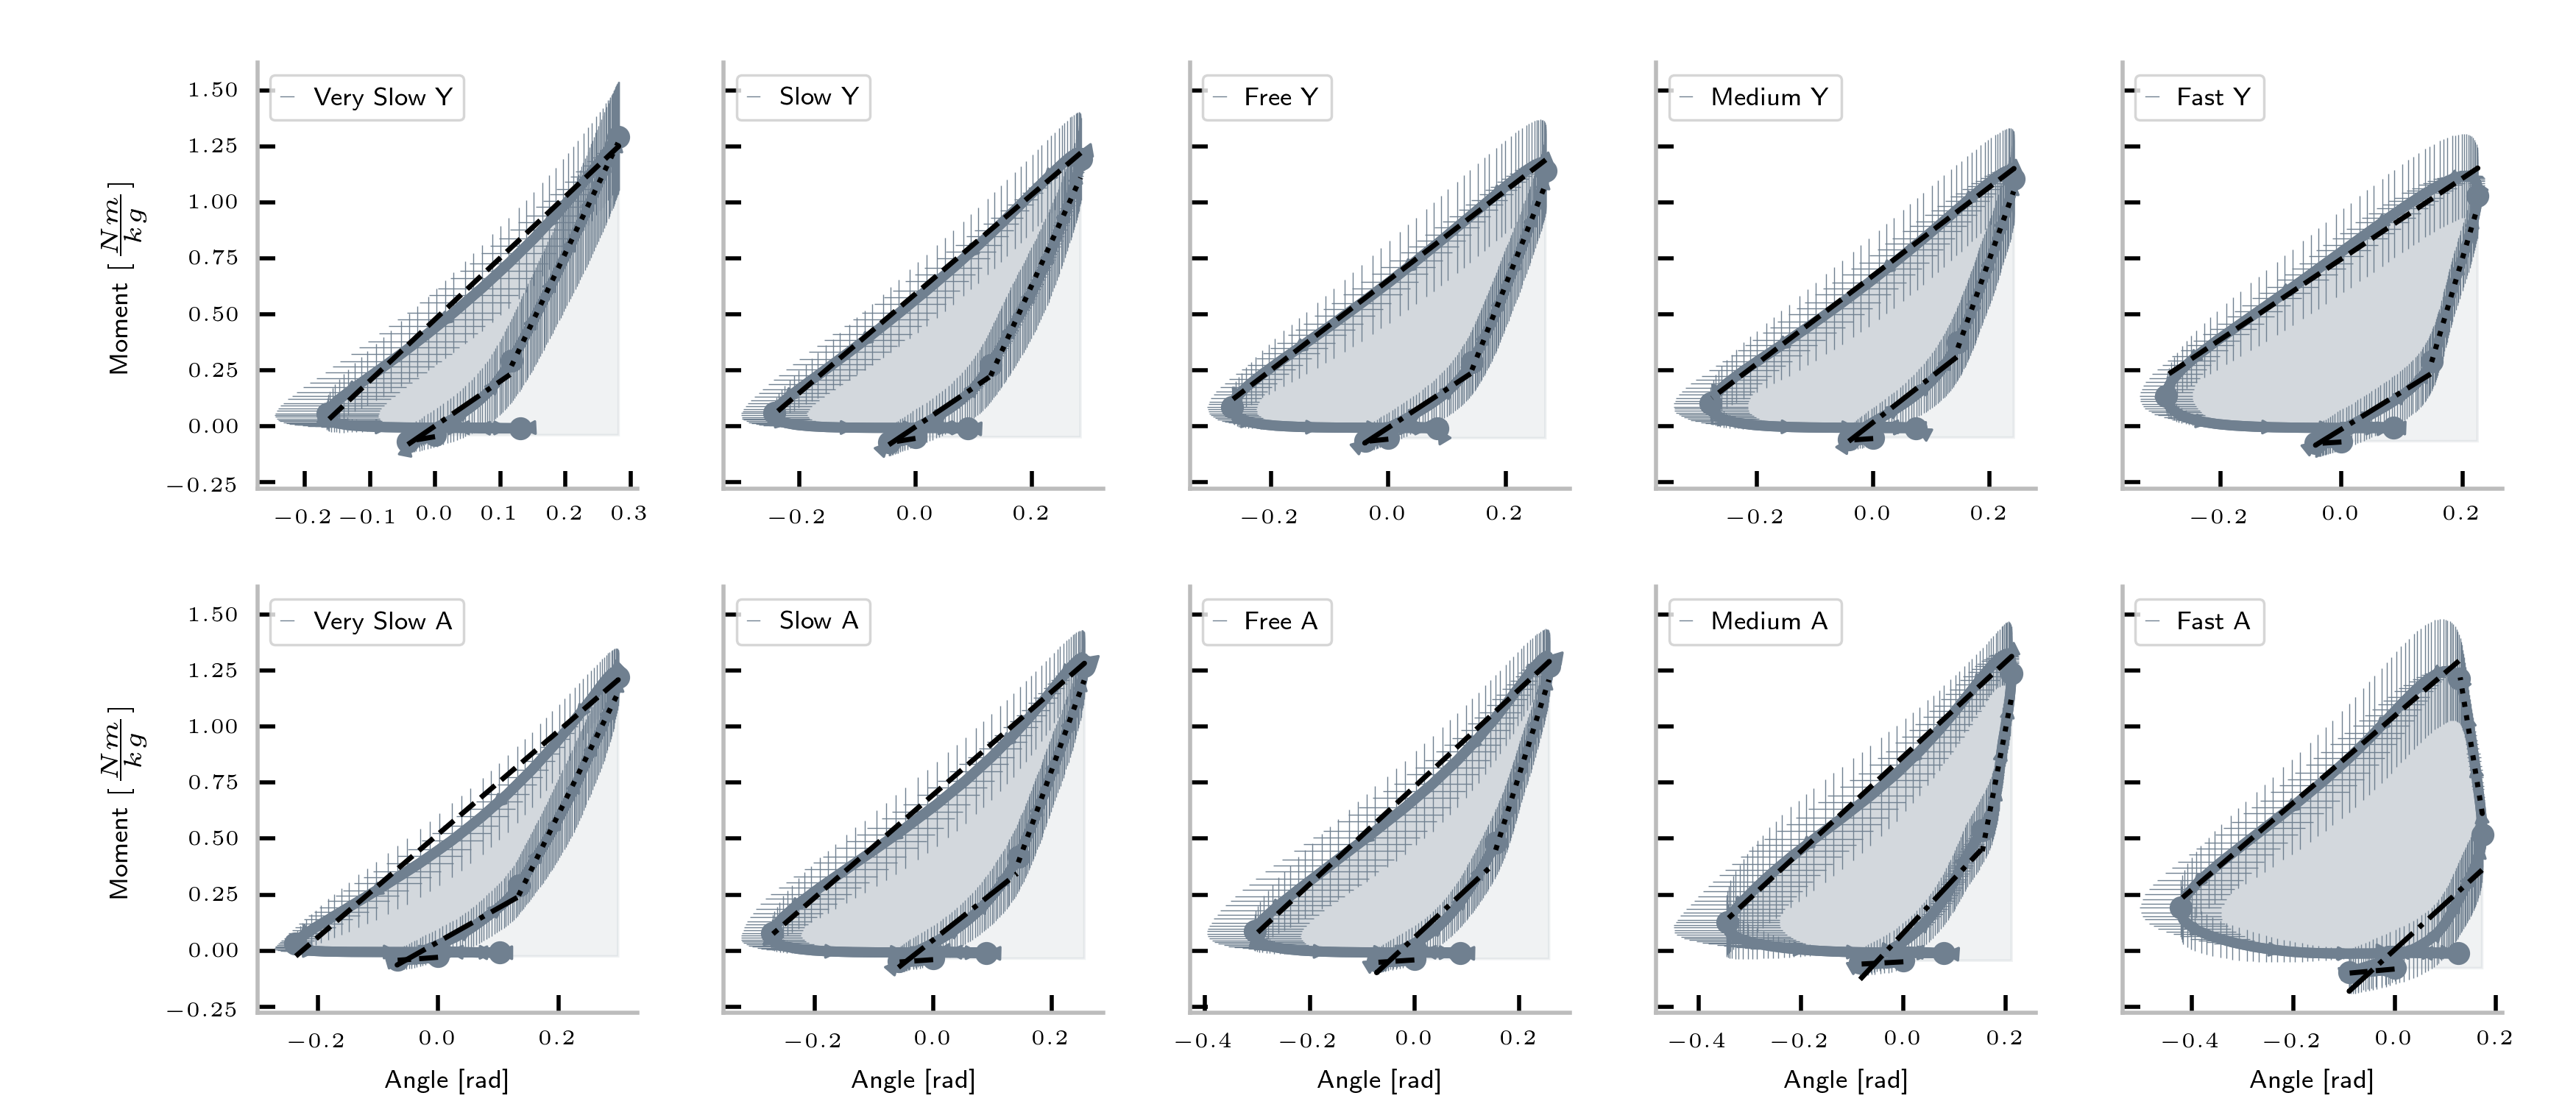 Very Slow Y
Slow Y
Free Y
Medium Y
Fast Y
1.50
1.25
1.00
0.75
0.50
0.25
0.00
−0.25
Moment [ Nm/kg ]
−0.2 −0.1 0.0 0.1 0.2 0.3
−0.2 0.0 0.2
−0.2 0.0 0.2
−0.2 0.0 0.2
−0.2 0.0 0.2
Very Slow A
Slow A
Free A
Medium A
Fast A
1.50
1.25
1.00
0.75
0.50
0.25
0.00
−0.25
Moment [ Nm/kg ]
−0.2 0.0 0.2
−0.2 0.0 0.2
−0.4 −0.2 0.0 0.2
−0.4 −0.2 0.0 0.2
−0.4 −0.2 0.0 0.2
Angle [rad]
Angle [rad]
Angle [rad]
Angle [rad]
Angle [rad]